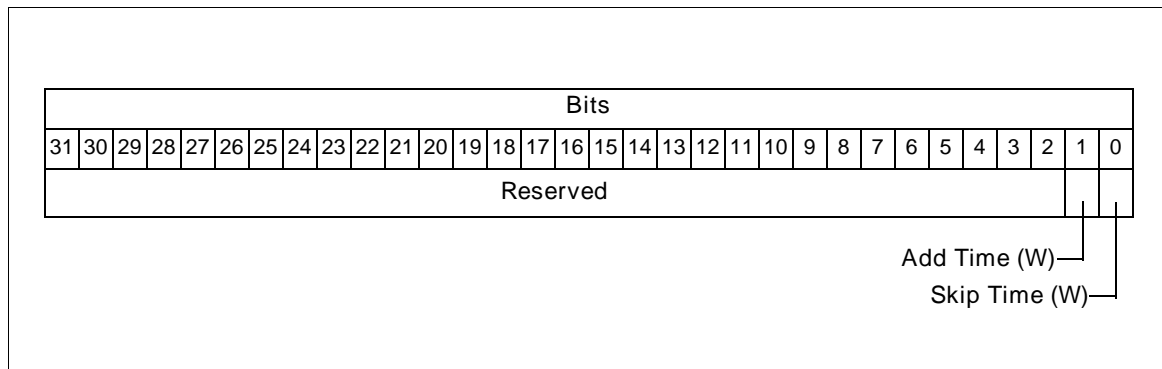 Bits
31 30 29 28 27 26 25 24 23 22 21 20 19 18 17 16 15 14 13 12 11 10 9 8 7 6 5 4 3 2 1 0
Reserved
Add Time (W)
Skip Time (W)